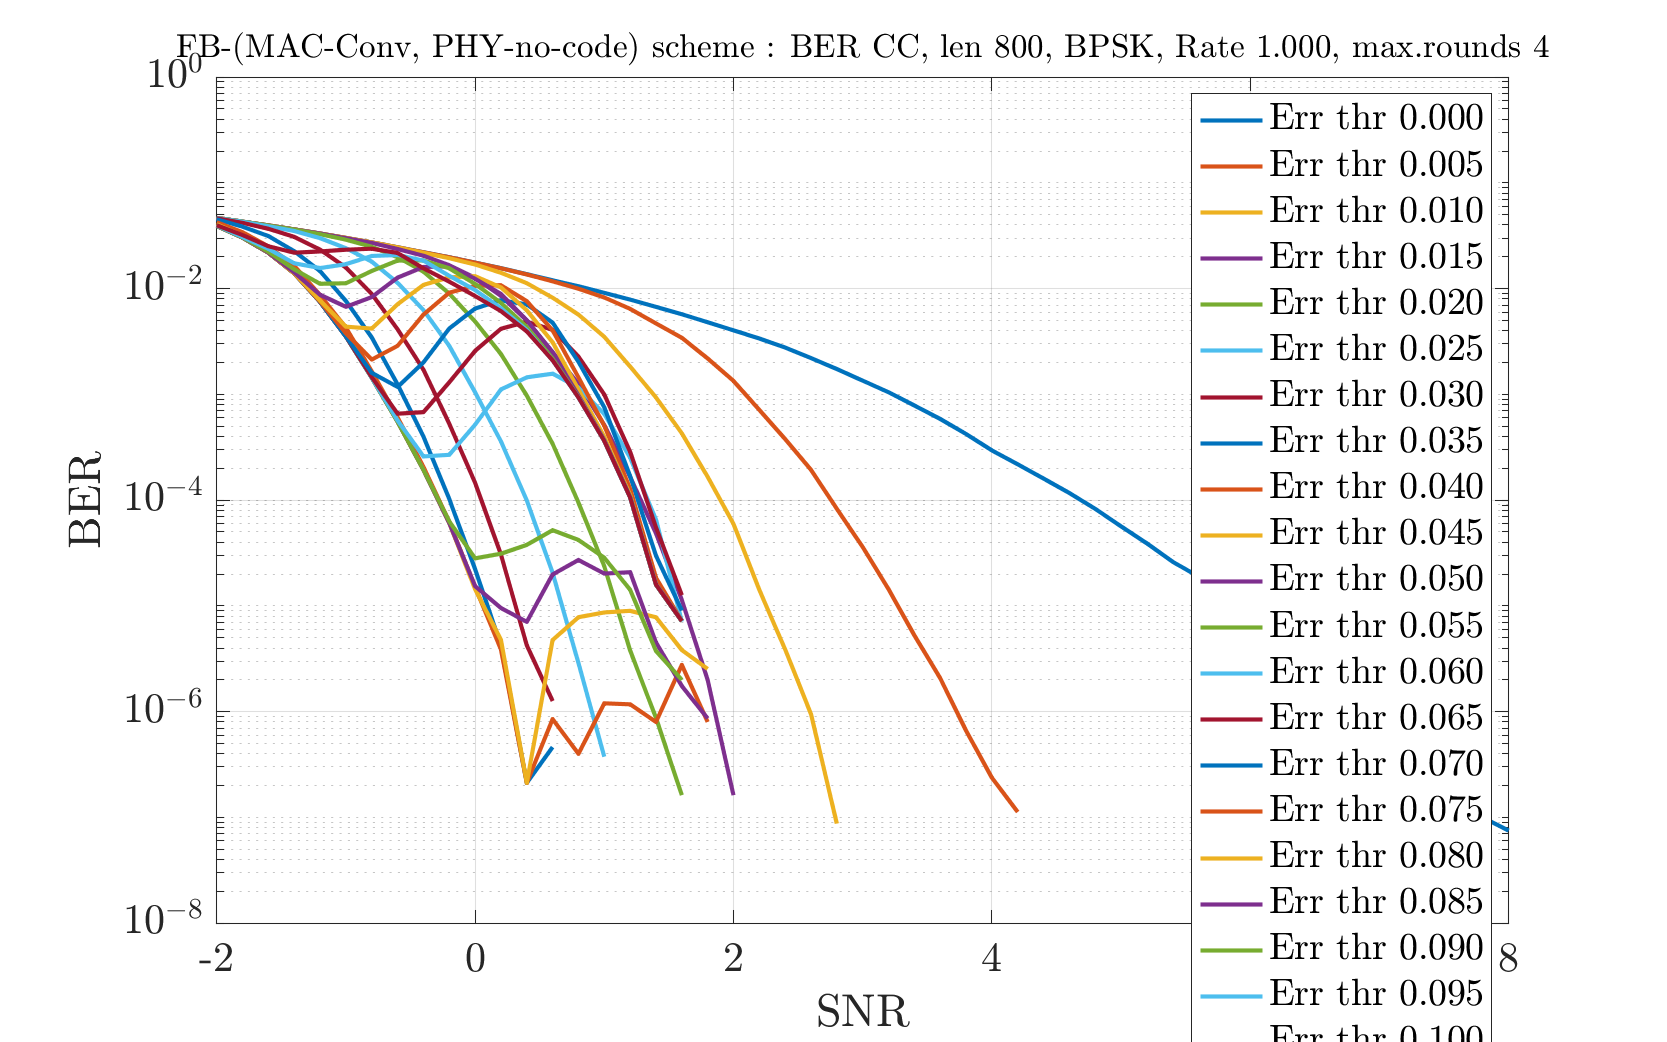 FB-(MAC-Conv, PHY-no-code) scheme : BER CC, len 800, BPSK, Rate 1.000, max.rounds 4
10^0
10^-2
10^-4
10^-6
10^-8
BER
-2 0 2 4 8
SNR
Err thr 0.000
Err thr 0.005
Err thr 0.010
Err thr 0.015
Err thr 0.020
Err thr 0.025
Err thr 0.030
Err thr 0.035
Err thr 0.040
Err thr 0.045
Err thr 0.050
Err thr 0.055
Err thr 0.060
Err thr 0.065
Err thr 0.070
Err thr 0.075
Err thr 0.080
Err thr 0.085
Err thr 0.090
Err thr 0.095
Err thr 0.100